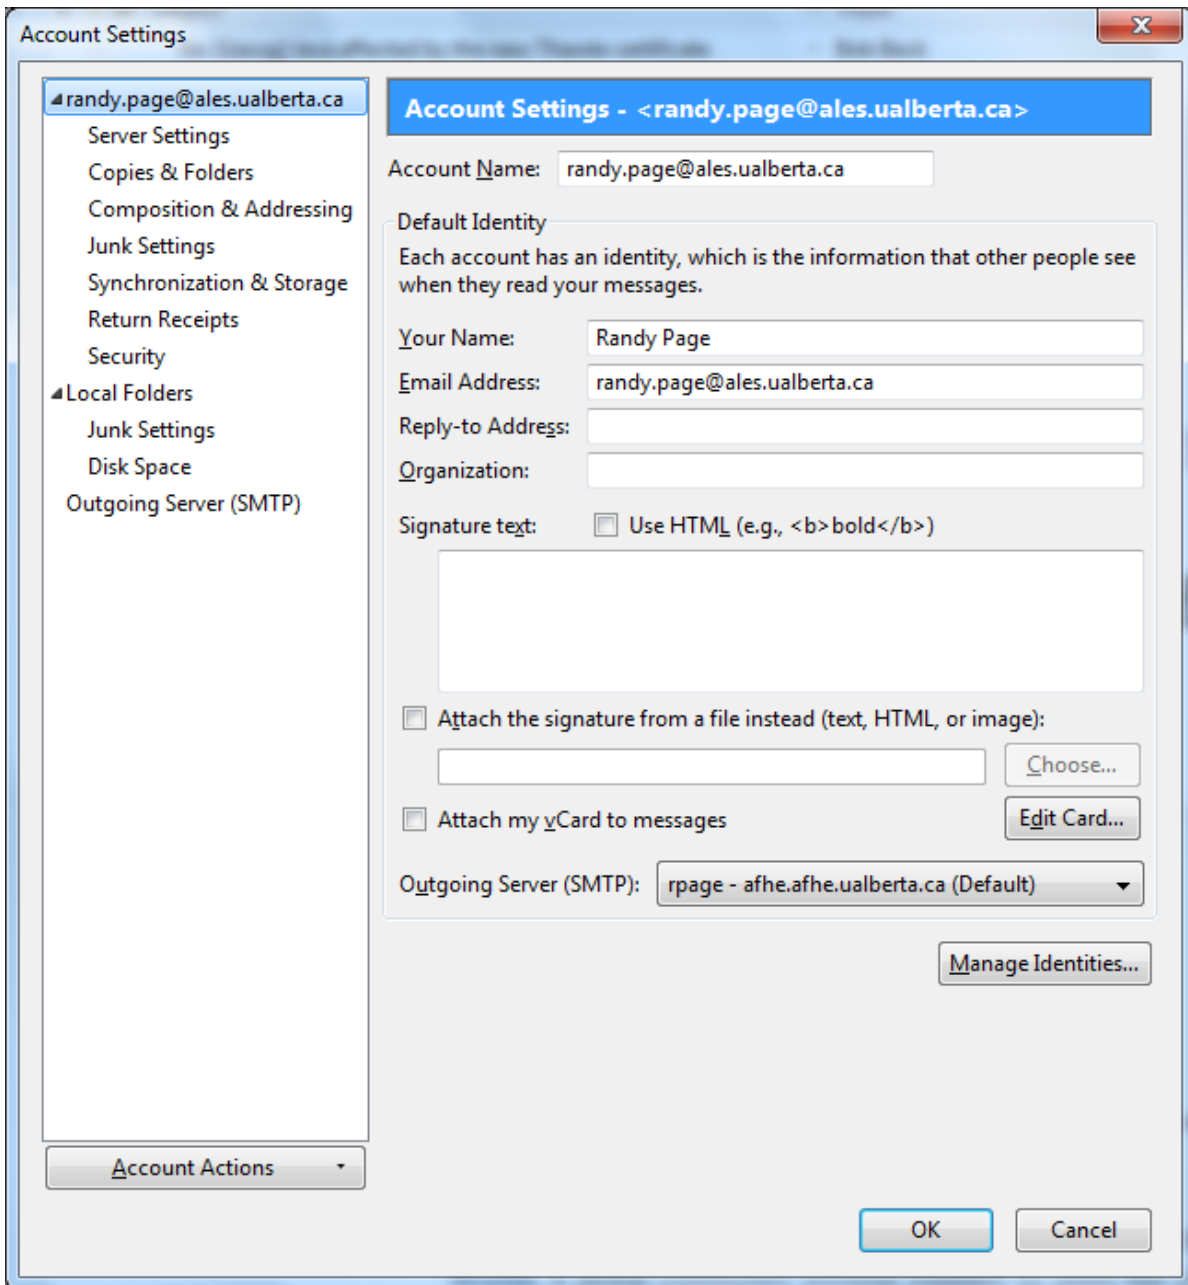 Account Settings
randy.page@ales.ualberta.ca
Server Settings
Copies & Folders
Composition & Addressing
Junk Settings
Synchronization & Storage
Return Receipts
Security
Local Folders
Junk Settings
Disk Space
Outgoing Server (SMTP)
Account Actions
Account Settings - <randy.page@ales.ualberta.ca>
Account Name: randy.page@ales.ualberta.ca
Default Identity
Each account has an identity, which is the information that other people see
when they read your messages.
Your Name: Randy Page
Email Address: randy.page@ales.ualberta.ca
Reply-to Address:
Organization:
Signature text: Use HTML (e.g., <b>bold</b>)
Attach the signature from a file instead (text, HTML, or image):
Choose...
Attach my vCard to messages Edit Card...
Outgoing Server (SMTP): rpage - afhe.afhe.ualberta.ca (Default)
Manage Identities...
OK Cancel